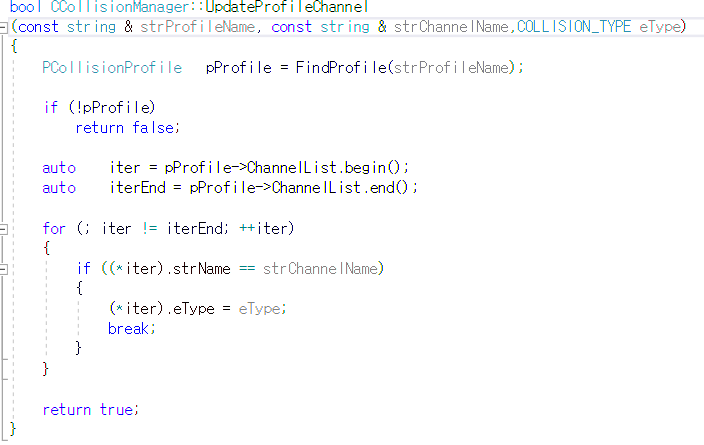 bool CCollisionManager::UpdateProfileChannel
(const string & strProfileName, const string & strChannelName,COLLISION_TYPE eType)
{
PCollisionProfile pProfile = FindProfile(strProfileName);
if (!pProfile)
return false;
auto iter = pProfile->ChannelList.begin();
auto iterEnd = pProfile->ChannelList.end();
for (; iter != iterEnd; ++iter)
{
if ((*iter).strName == strChannelName)
{
(*iter).eType = eType;
break;
}
}
return true;
}